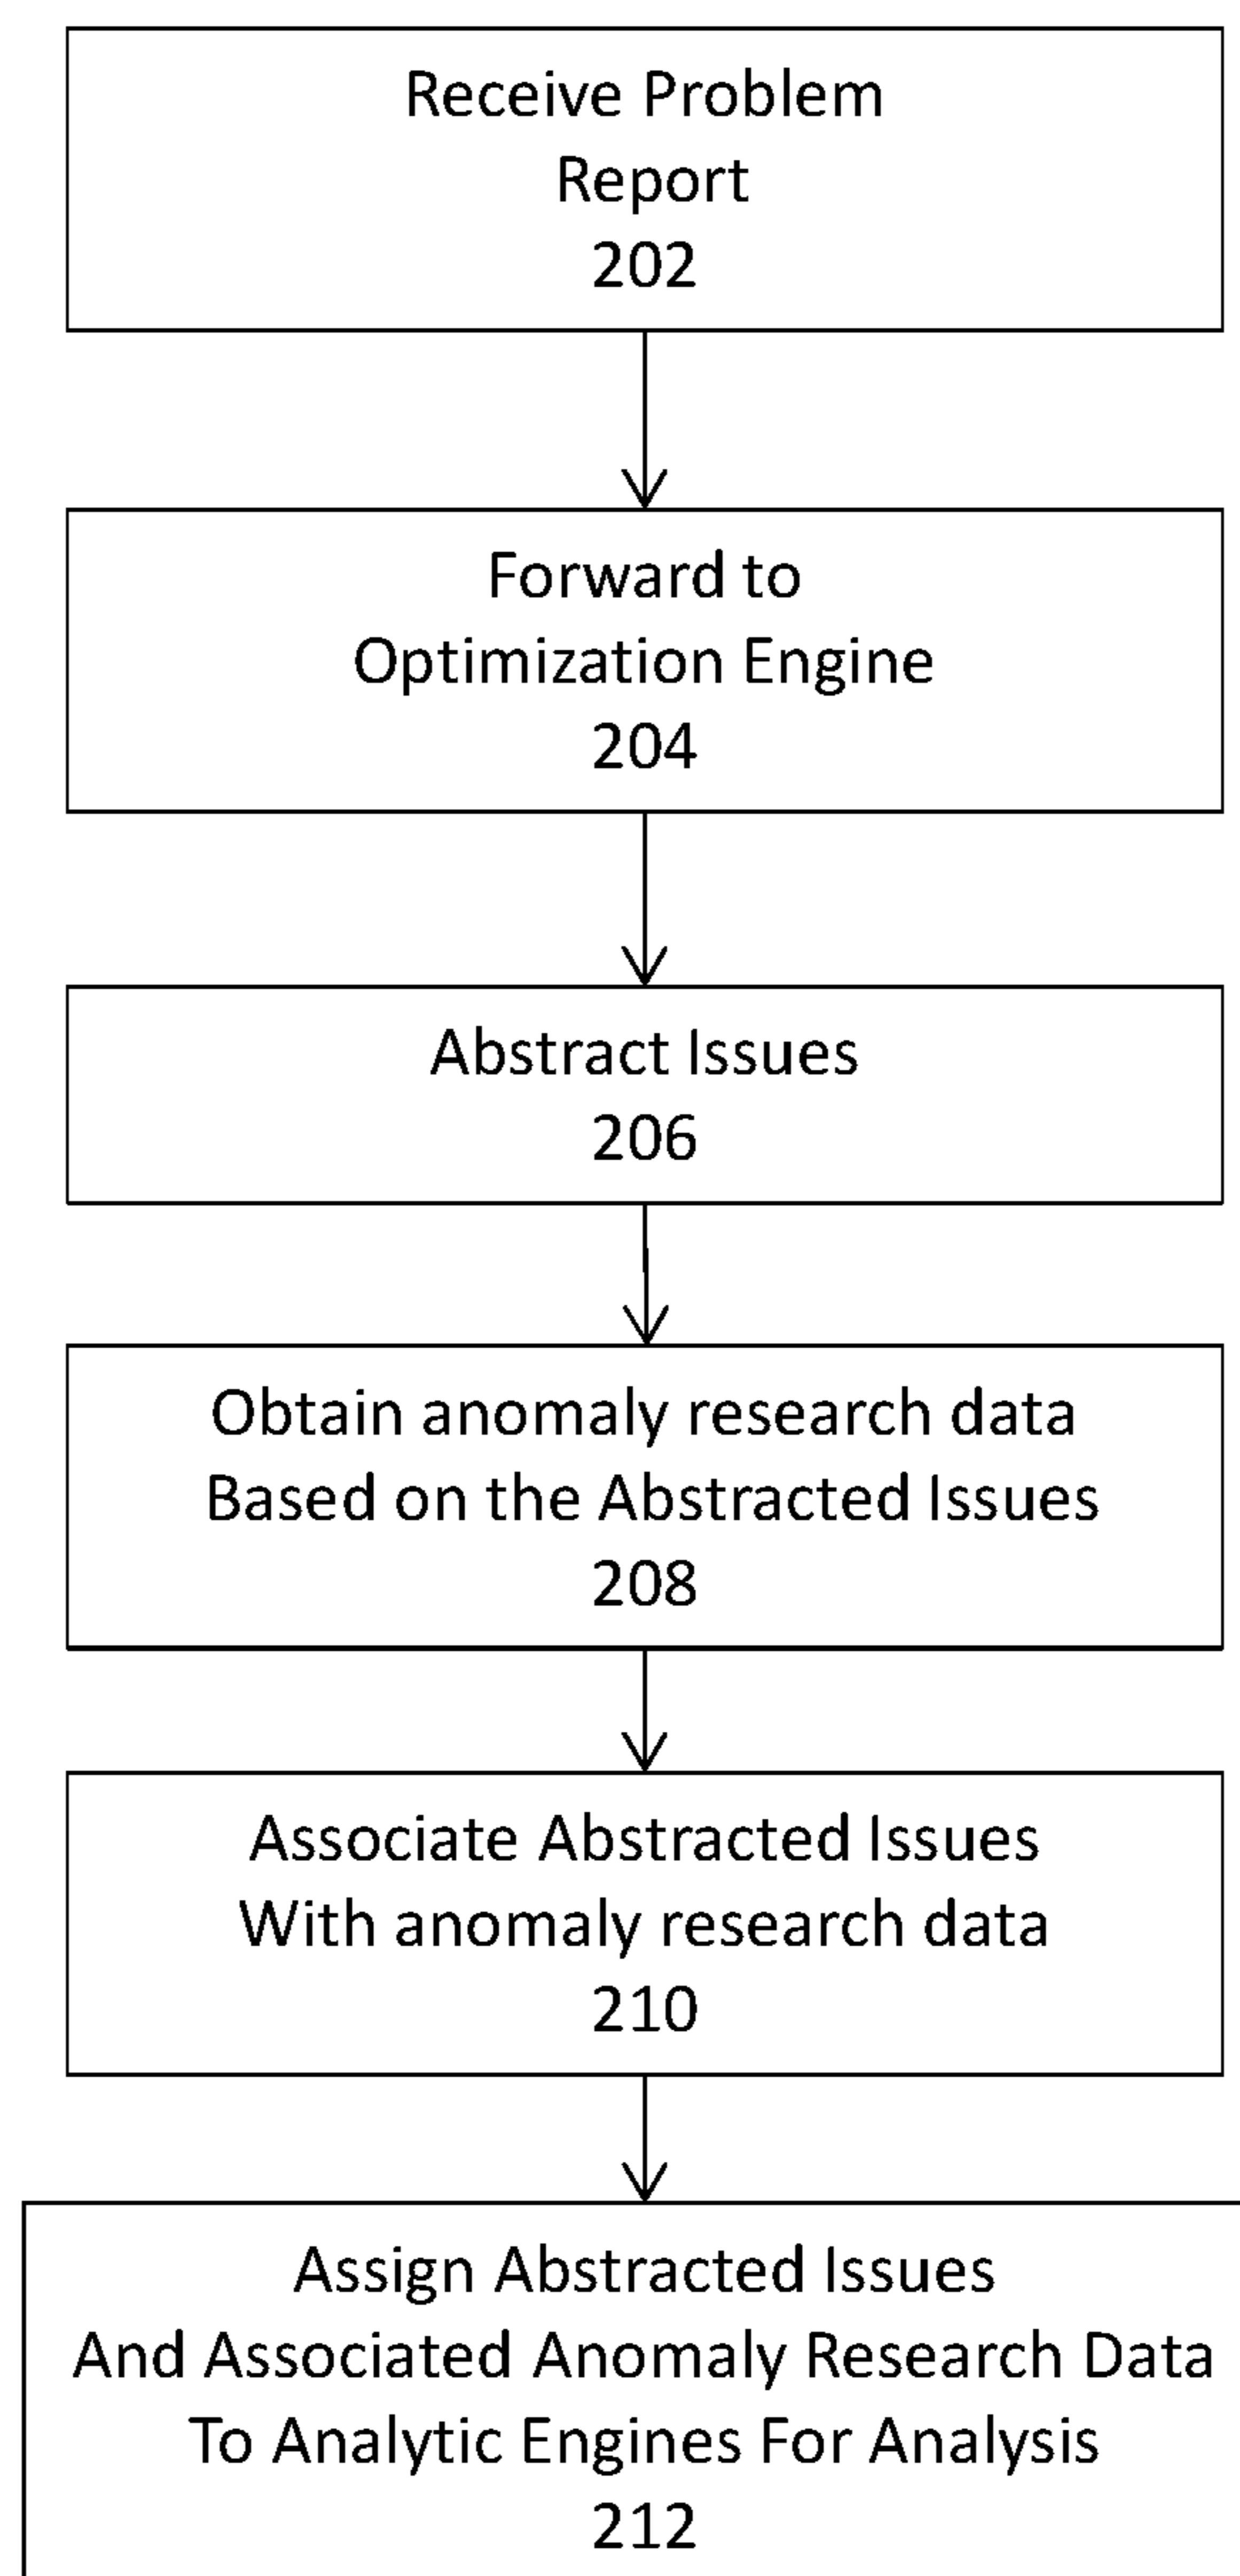 Receive Problem
Report
202
Forward to
Optimization Engine
204
Abstract Issues
206
Obtain anomaly research data
Based on the Abstracted Issues
208
Associate Abstracted Issues
With anomaly research data
210
Assign Abstracted Issues
And Associated Anomaly Research Data
To Analytic Engines For Analysis
212